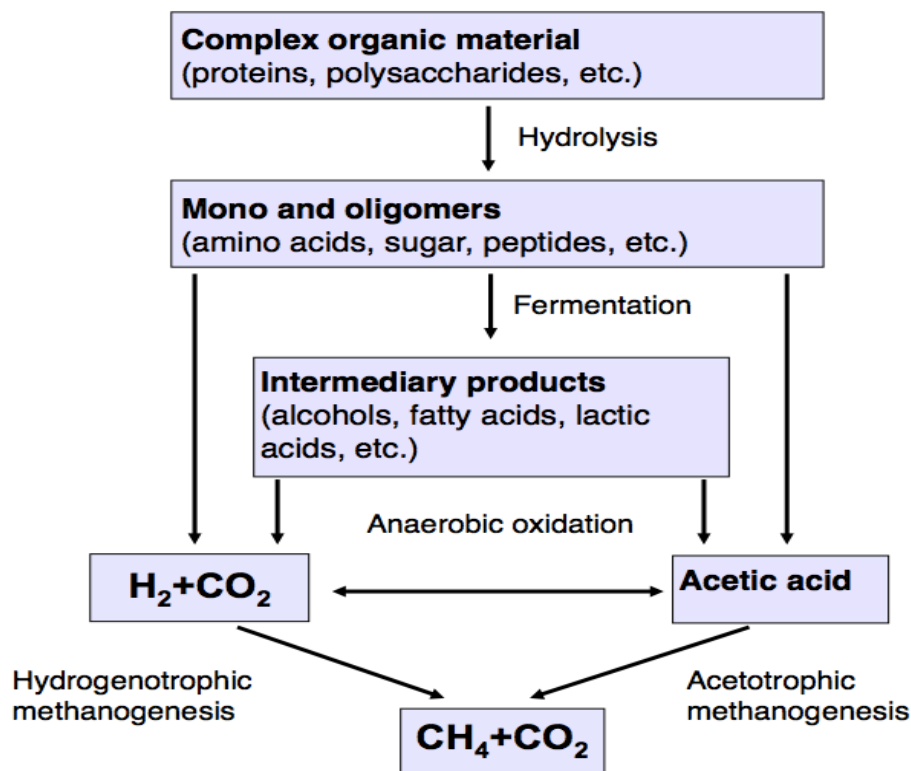 Complex organic material
(proteins, polysaccharides, etc.)
Hydrolysis
Mono and oligomers
(amino acids, sugar, peptides, etc.)
Fermentation
Intermediary products
(alcohols, fatty acids, lactic
acids, etc.)
Anaerobic oxidation
H₂+CO₂
Acetic acid
Hydrogenotrophic
methanogenesis
Acetotrophic
methanogenesis
CH₄+CO₂